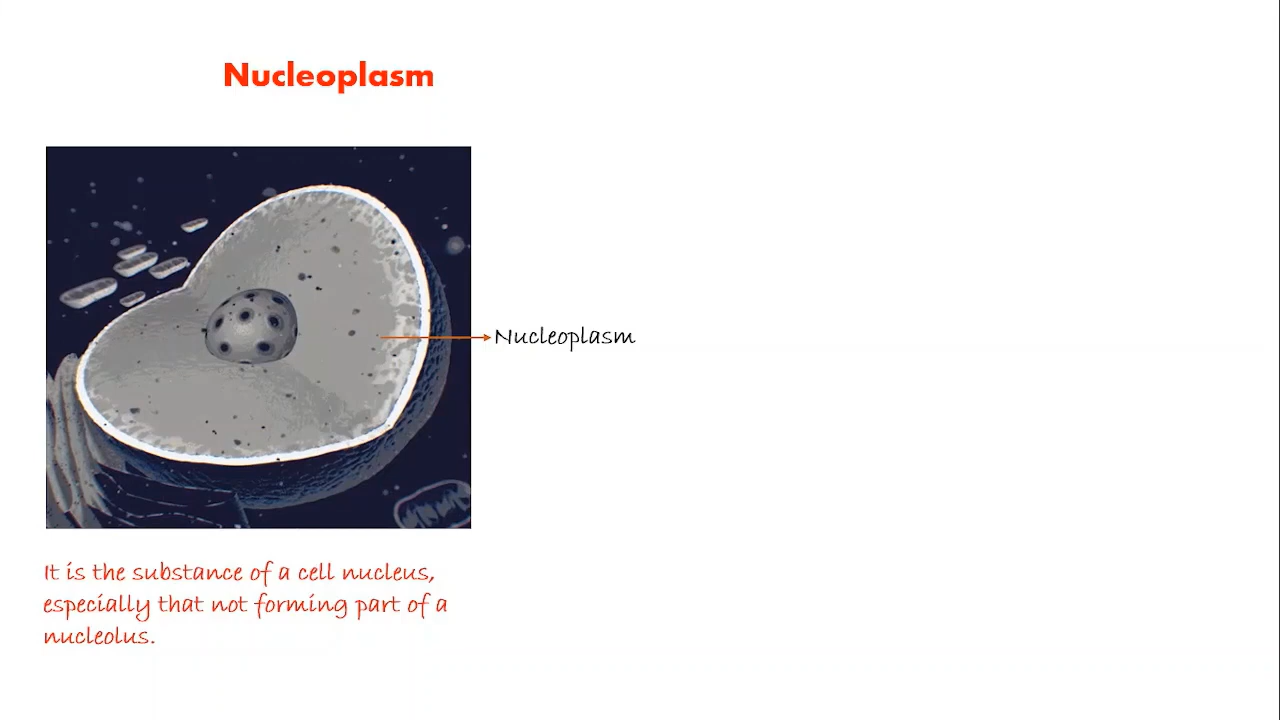 Nucleoplasm
Nucleoplasm
It is the substance of a cell nucleus,
especially that not forming part of a
nucleolus.